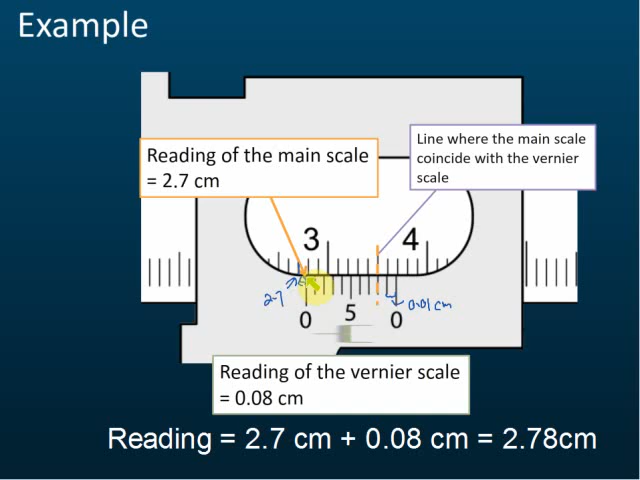 Example
Reading of the main scale
= 2.7 cm
Line where the main scale
coincide with the vernier
scale
3 4
2.7
0.01 cm
0 5 0
Reading of the vernier scale
= 0.08 cm
Reading = 2.7 cm + 0.08 cm = 2.78cm